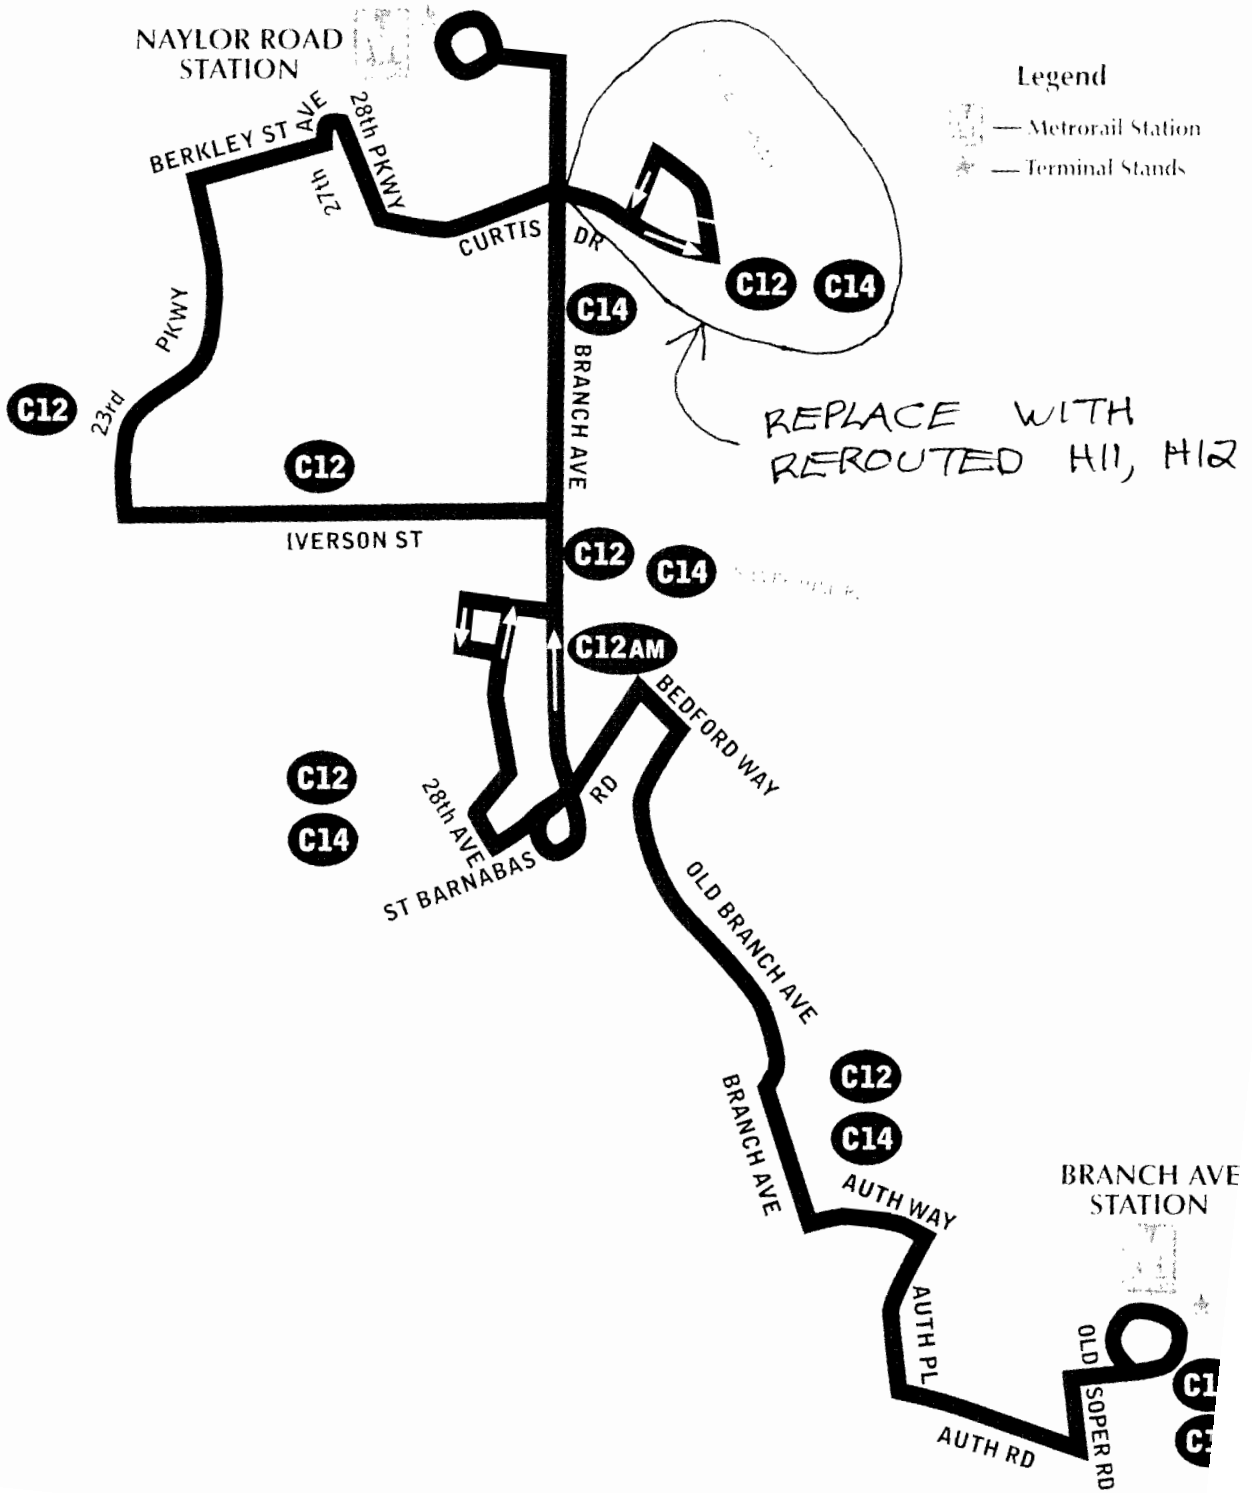 NAYLOR ROAD
STATION
Legend
— Metrorail Station
— Terminal Stands
BERKLEY ST
AVE
27th
28th PKWY
CURTIS
DR
C12
C14
C14
PKWY
23rd
C12
BRANCH AVE
REPLACE WITH
REROUTED H11, H12
C12
IVERSON ST
C12
C14
C12AM
BEDFORD WAY
C12
C14
28th AVE
ST BARNABAS
RD
OLD BRANCH AVE
C12
C14
BRANCH AVE
AUTH WAY
BRANCH AVE
STATION
AUTH PL
OLD
SOPER RD
AUTH RD